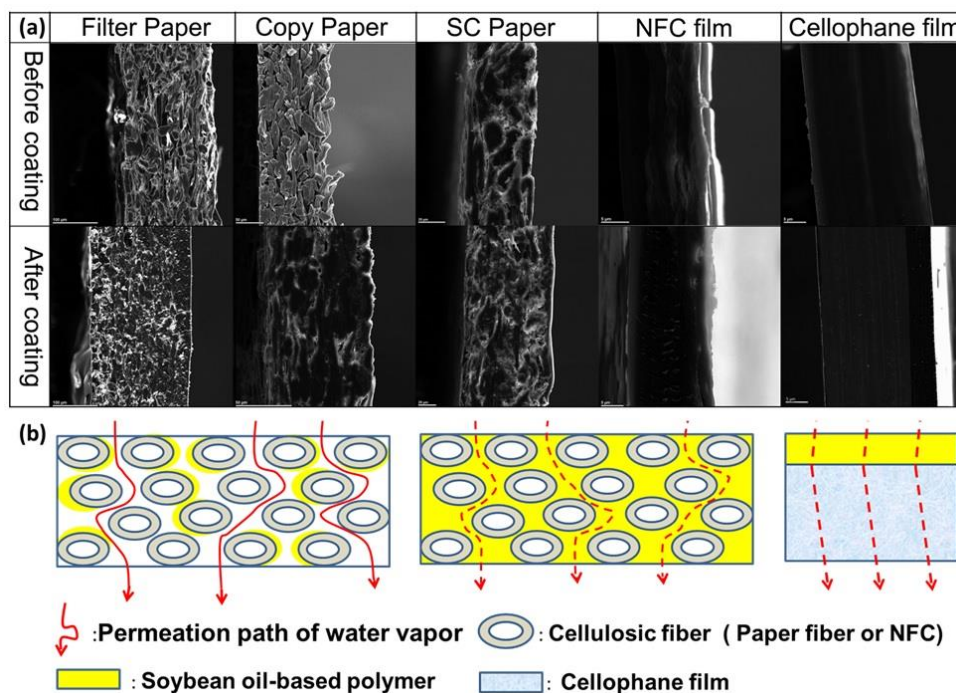 (a) Filter Paper Copy Paper SC Paper NFC film Cellophane film
Before coating
After coating
(b)
:Permeation path of water vapor
: Cellulosic fiber ( Paper fiber or NFC)
: Soybean oil-based polymer
: Cellophane film